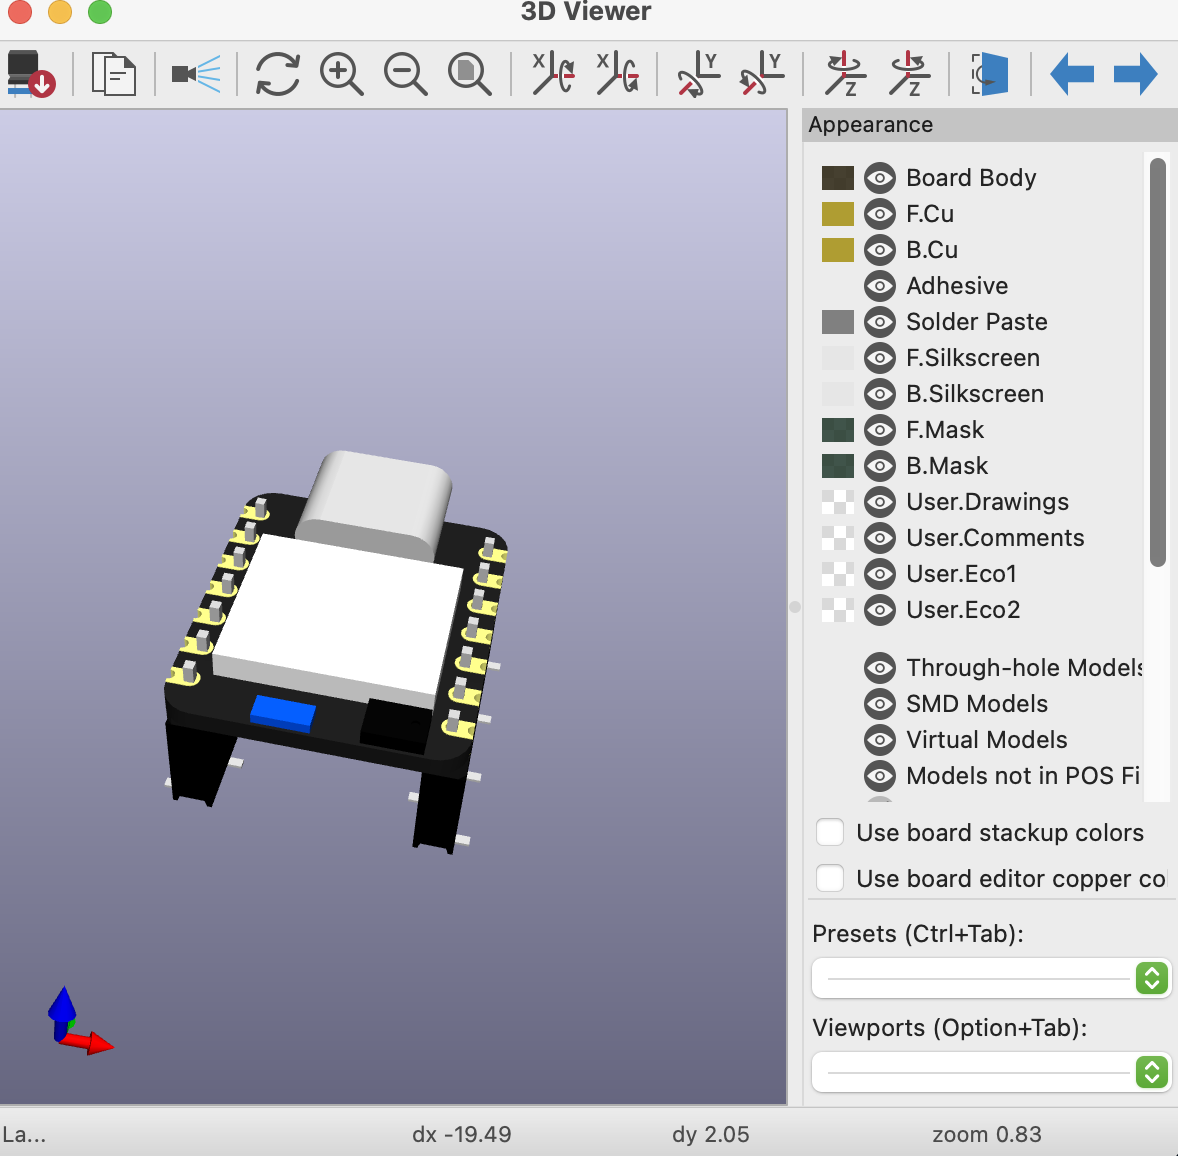 3D Viewer
X X Y Y Z Z
Appearance
Board Body
F.Cu
B.Cu
Adhesive
Solder Paste
F.Silkscreen
B.Silkscreen
F.Mask
B.Mask
User.Drawings
User.Comments
User.Eco1
User.Eco2
Through-hole Models
SMD Models
Virtual Models
Models not in POS Fi
Use board stackup colors
Use board editor copper co
Presets (Ctrl+Tab):
Viewports (Option+Tab):
La... dx -19.49 dy 2.05 zoom 0.83